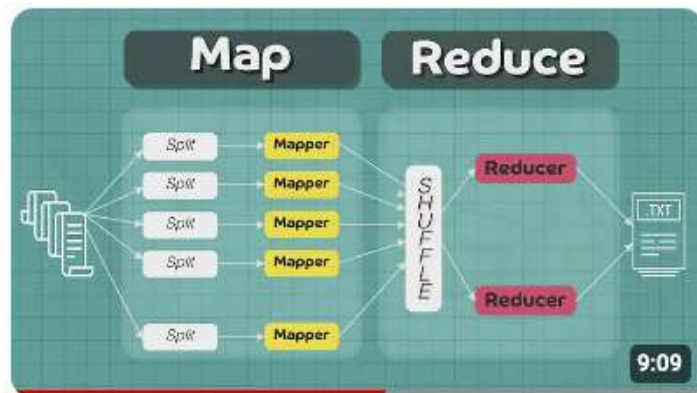 Map
Reduce
Split
Mapper
Split
Mapper
Split
Mapper
Split
Mapper
Split
Mapper
SHUFFLE
Reducer
Reducer
.TXT
9:09